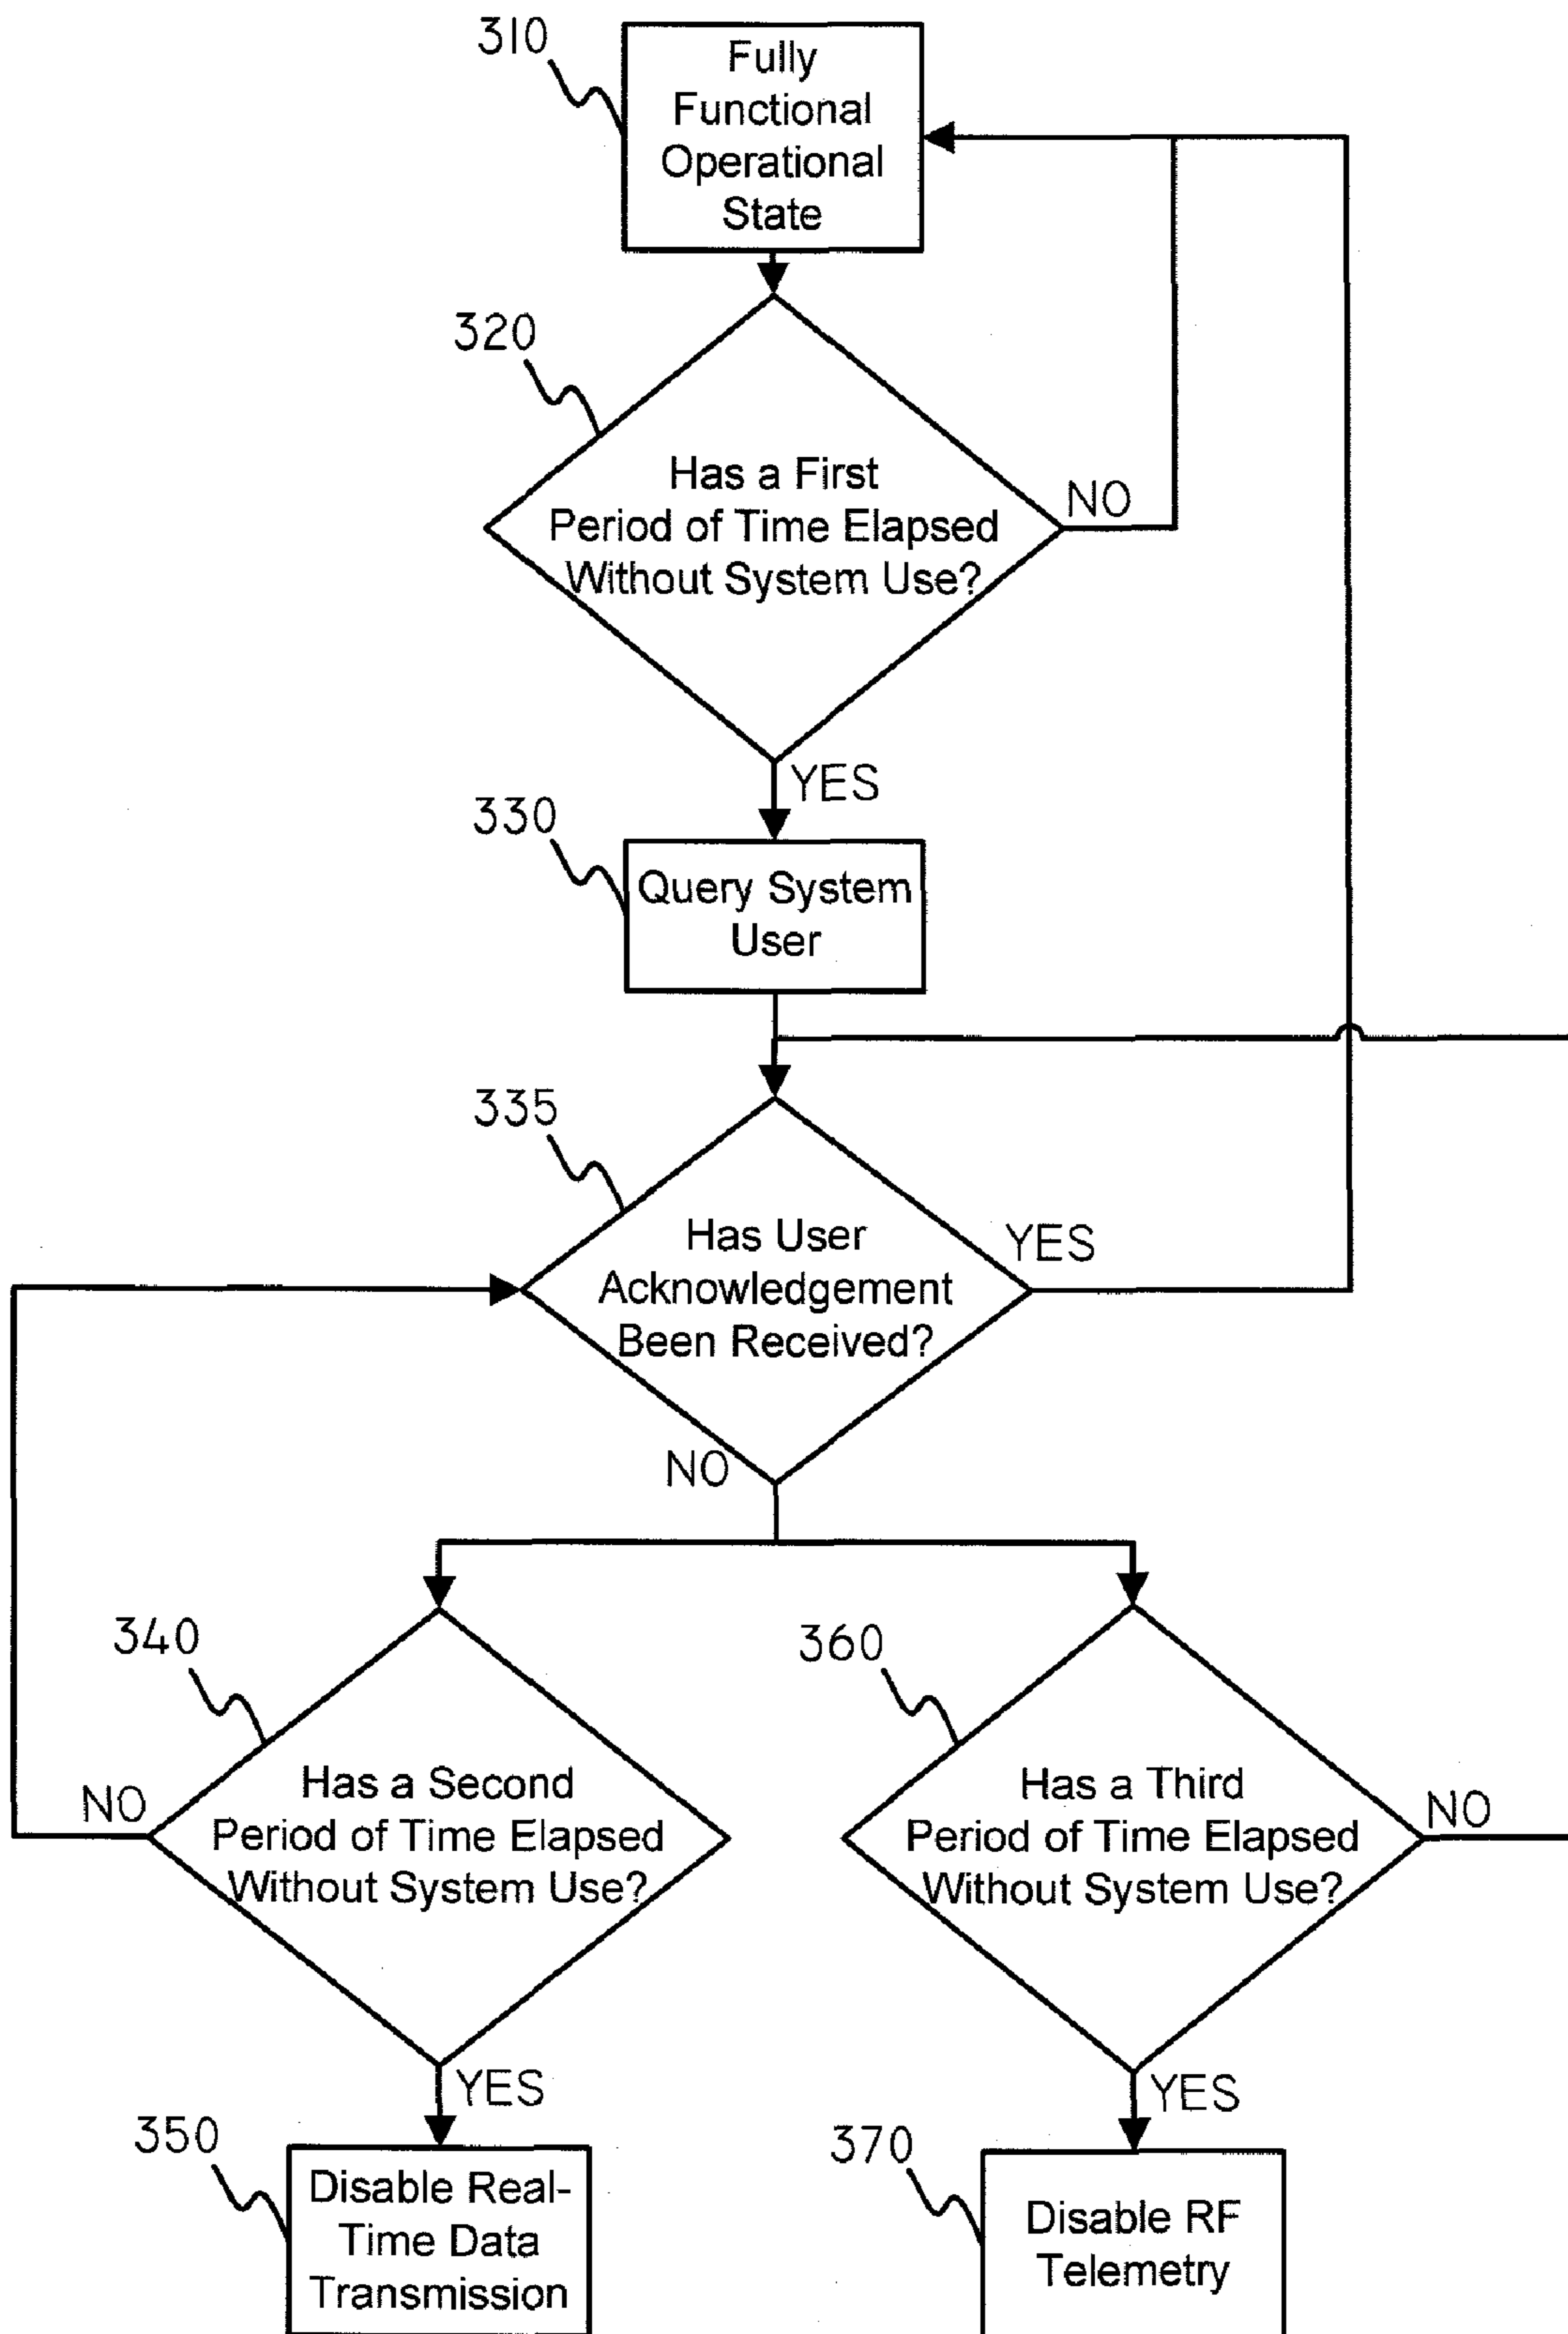 310
Fully
Functional
Operational
State
320
Has a First
Period of Time Elapsed
Without System Use?
NO
YES
330
Query System
User
335
Has User
Acknowledgement
Been Received?
YES
NO
340
Has a Second
Period of Time Elapsed
Without System Use?
NO
YES
360
Has a Third
Period of Time Elapsed
Without System Use?
NO
YES
350
Disable Real-
Time Data
Transmission
370
Disable RF
Telemetry